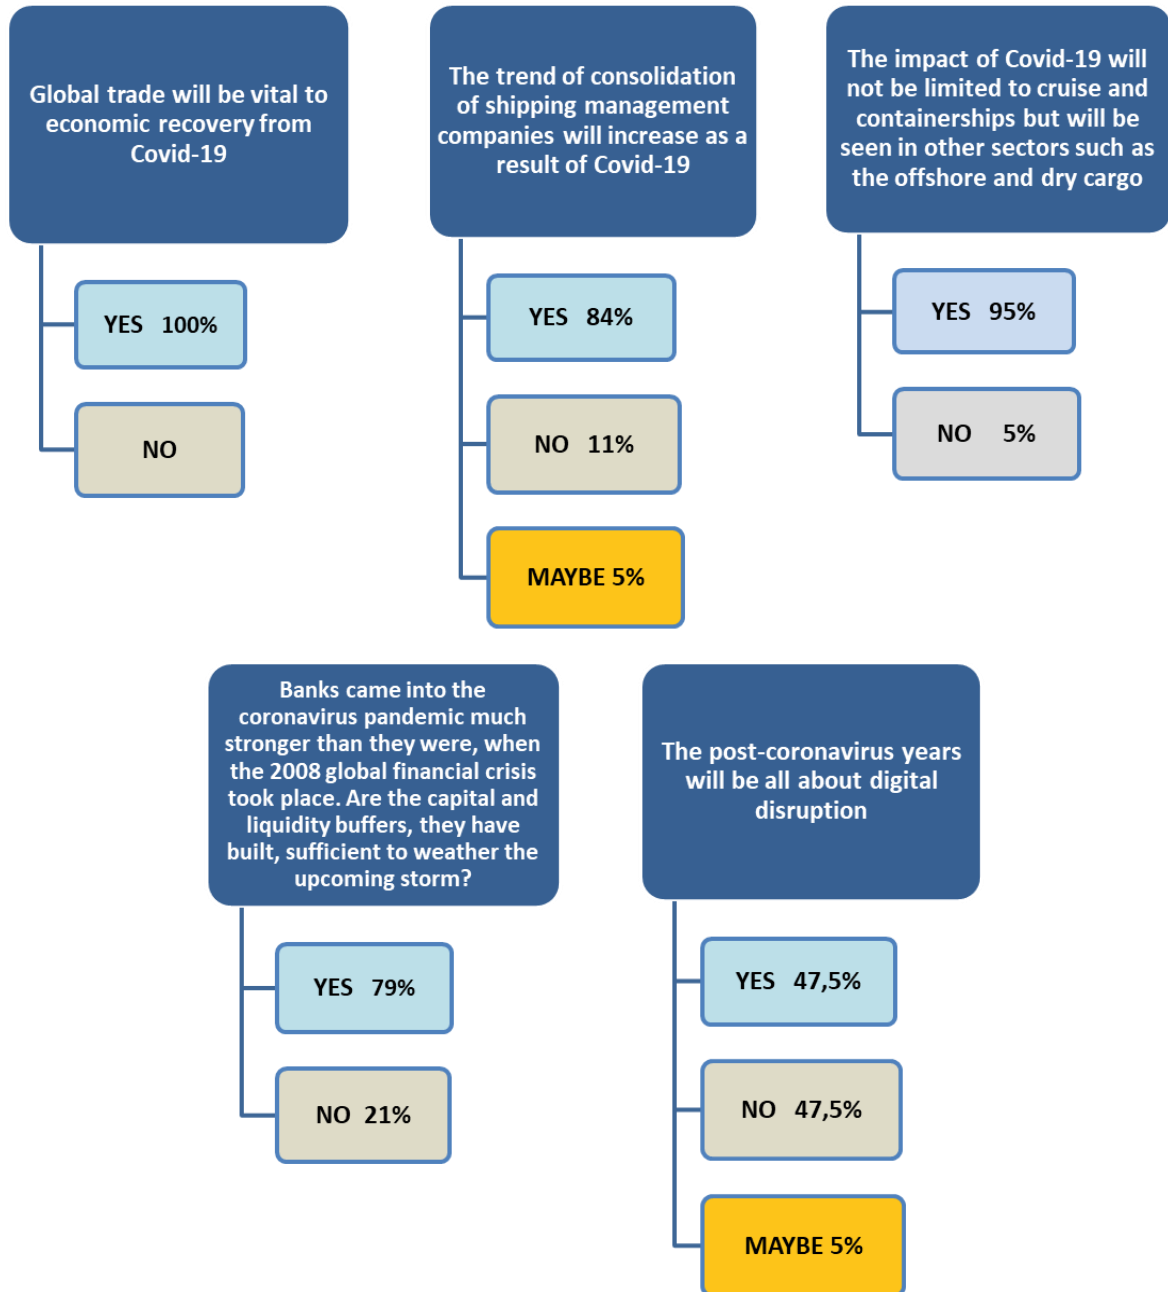 Global trade will be vital to
economic recovery from
Covid-19
YES 100%
NO
The trend of consolidation
of shipping management
companies will increase as a
result of Covid-19
YES 84%
NO 11%
MAYBE 5%
The impact of Covid-19 will
not be limited to cruise and
containerships but will be
seen in other sectors such as
the offshore and dry cargo
YES 95%
NO 5%
Banks came into the
coronavirus pandemic much
stronger than they were, when
the 2008 global financial crisis
took place. Are the capital and
liquidity buffers, they have
built, sufficient to weather the
upcoming storm?
YES 79%
NO 21%
The post-coronavirus years
will be all about digital
disruption
YES 47,5%
NO 47,5%
MAYBE 5%